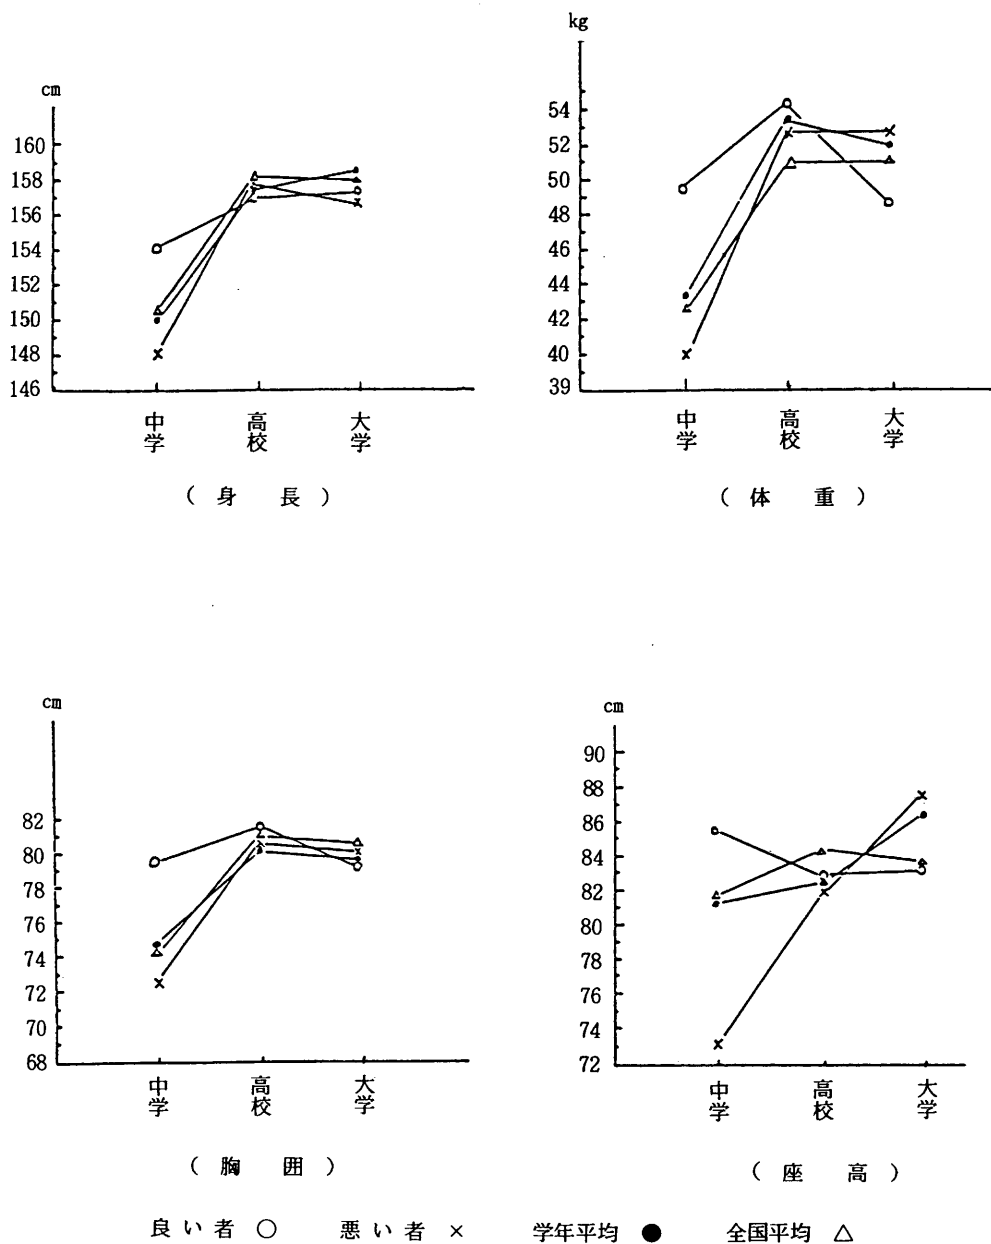 cm
160
158
156
154
152
150
148
146
中学
高校
大学
(身長)
kg
54
52
50
48
46
44
42
40
39
中学
高校
大学
(体重)
cm
82
80
78
76
74
72
70
68
中学
高校
大学
(胸囲)
cm
90
88
86
84
82
80
78
76
74
72
中学
高校
大学
(座高)
良い者 ○ 悪い者 × 学年平均 ● 全国平均 △